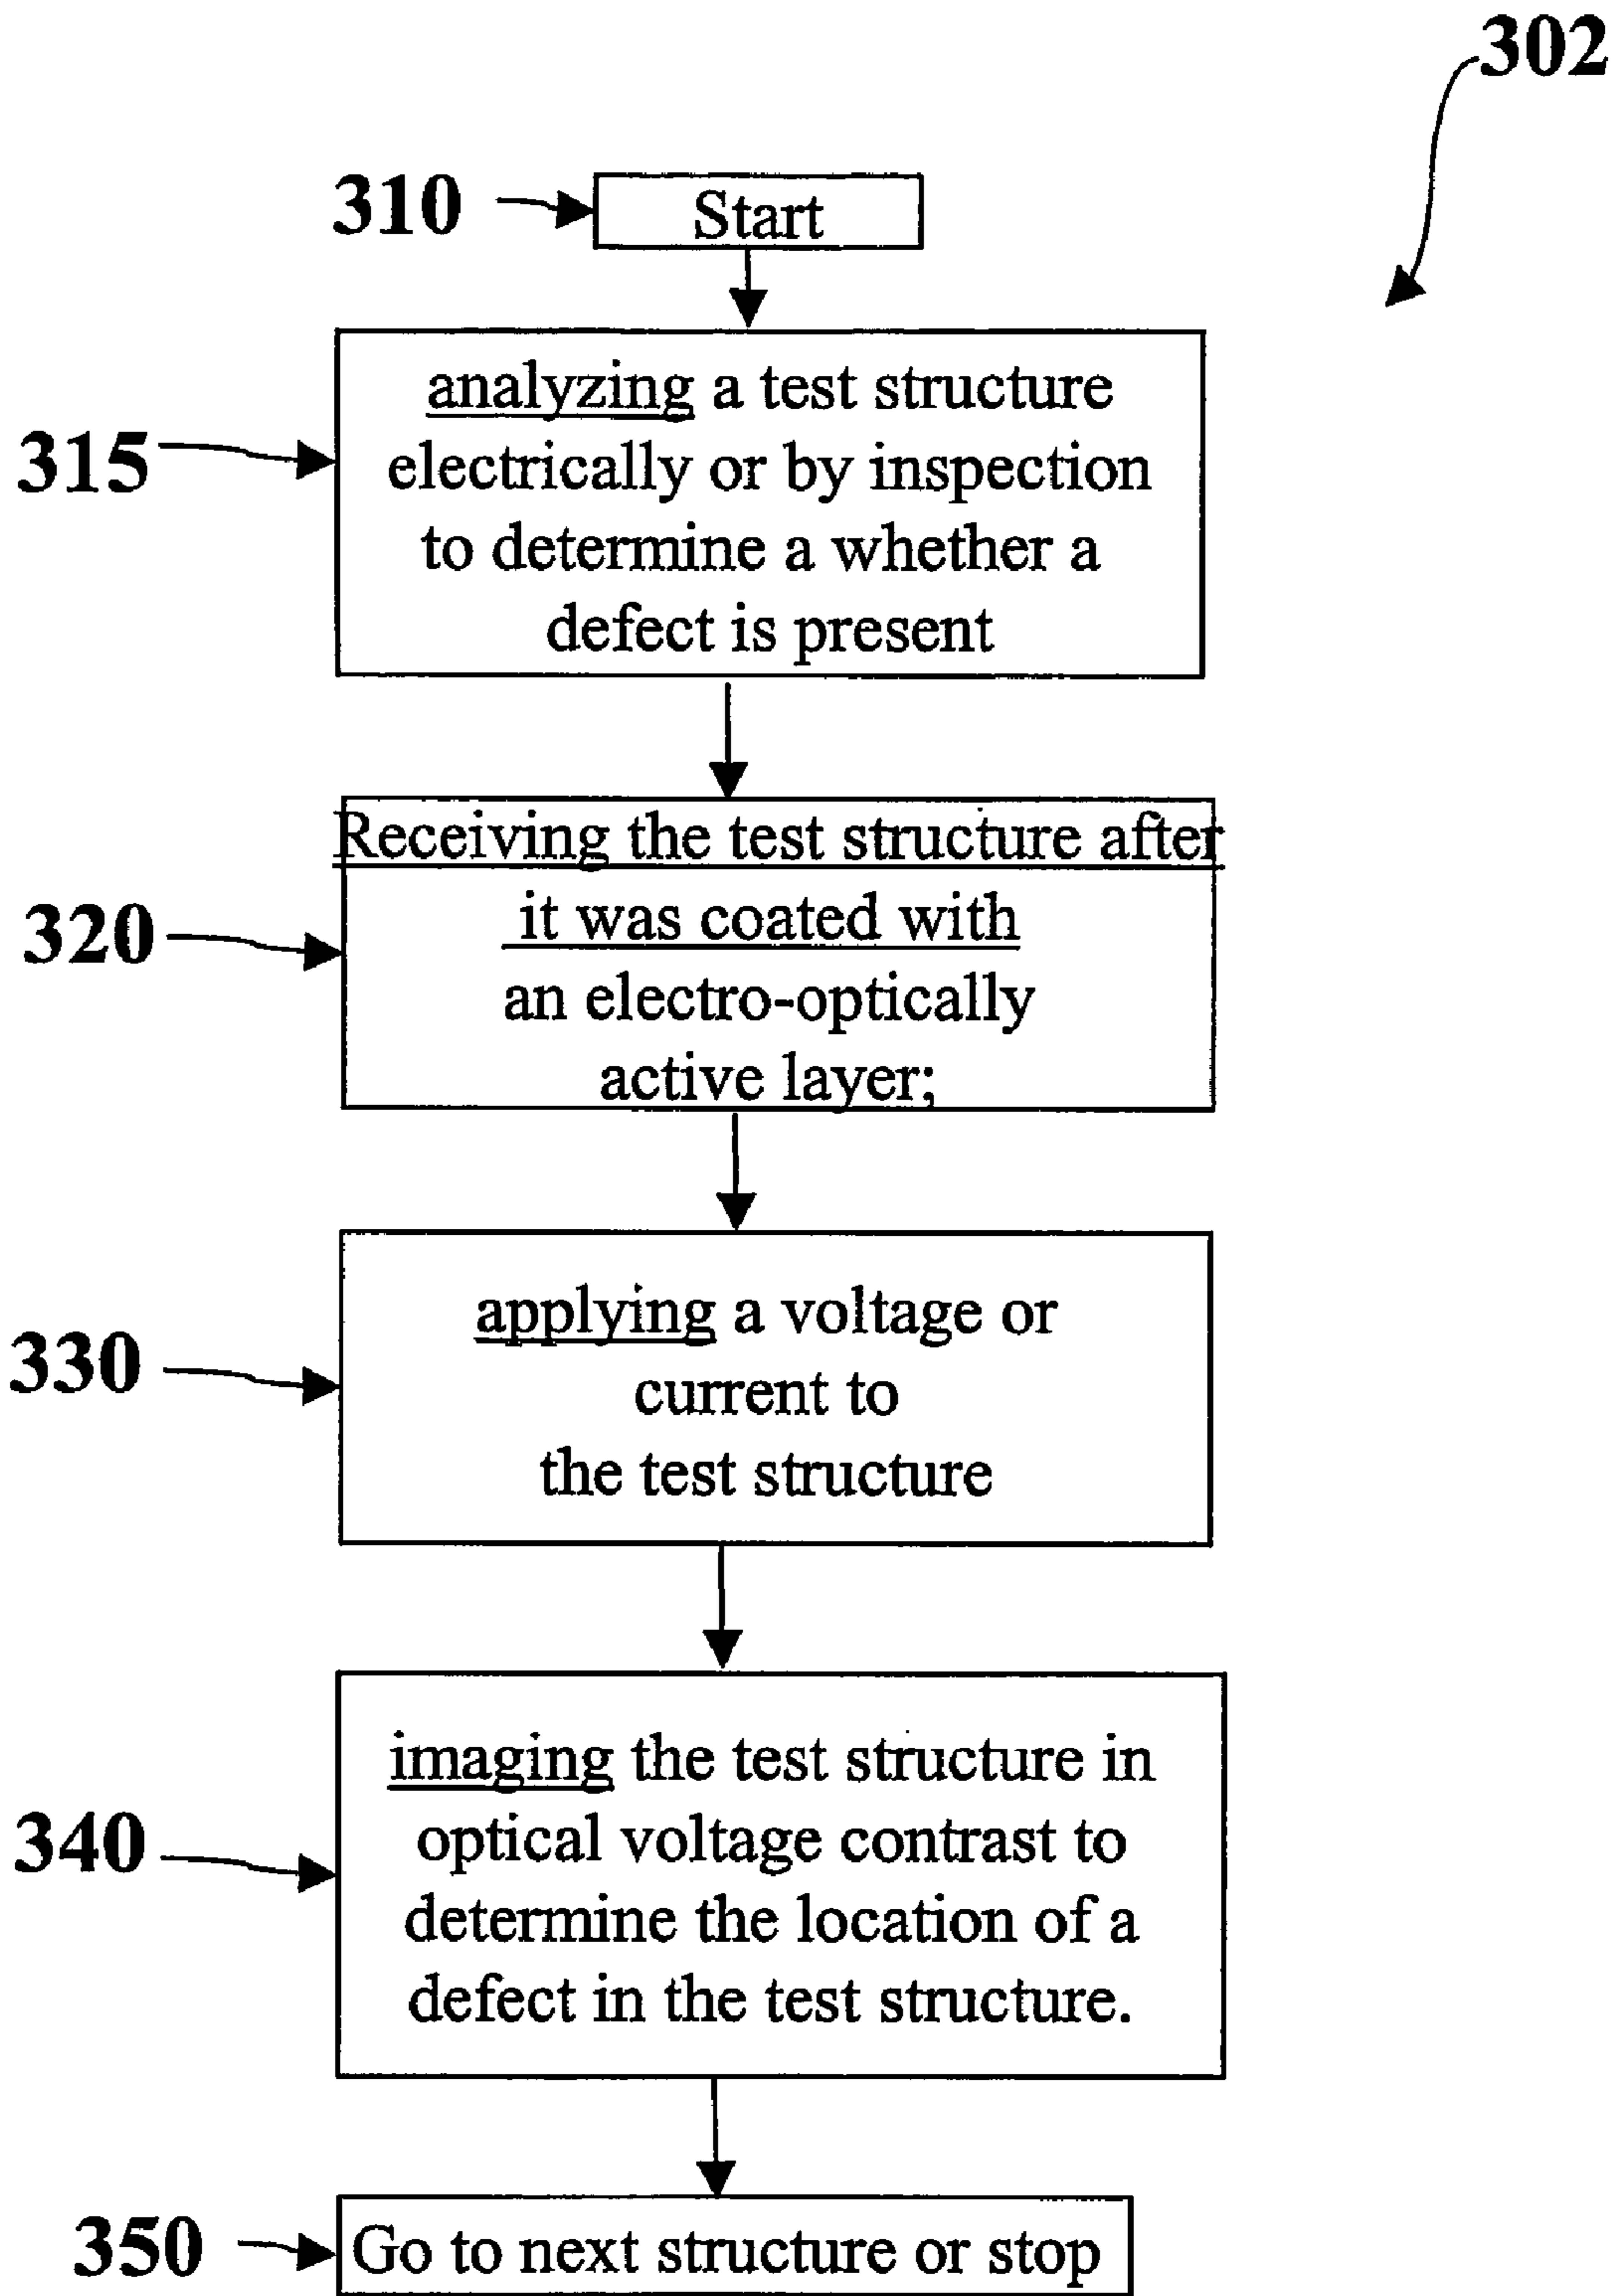 302
310
Start
315
analyzing a test structure
electrically or by inspection
to determine a whether a
defect is present
320
Receiving the test structure after
it was coated with
an electro-optically
active layer;
330
applying a voltage or
current to
the test structure
340
imaging the test structure in
optical voltage contrast to
determine the location of a
defect in the test structure.
350
Go to next structure or stop